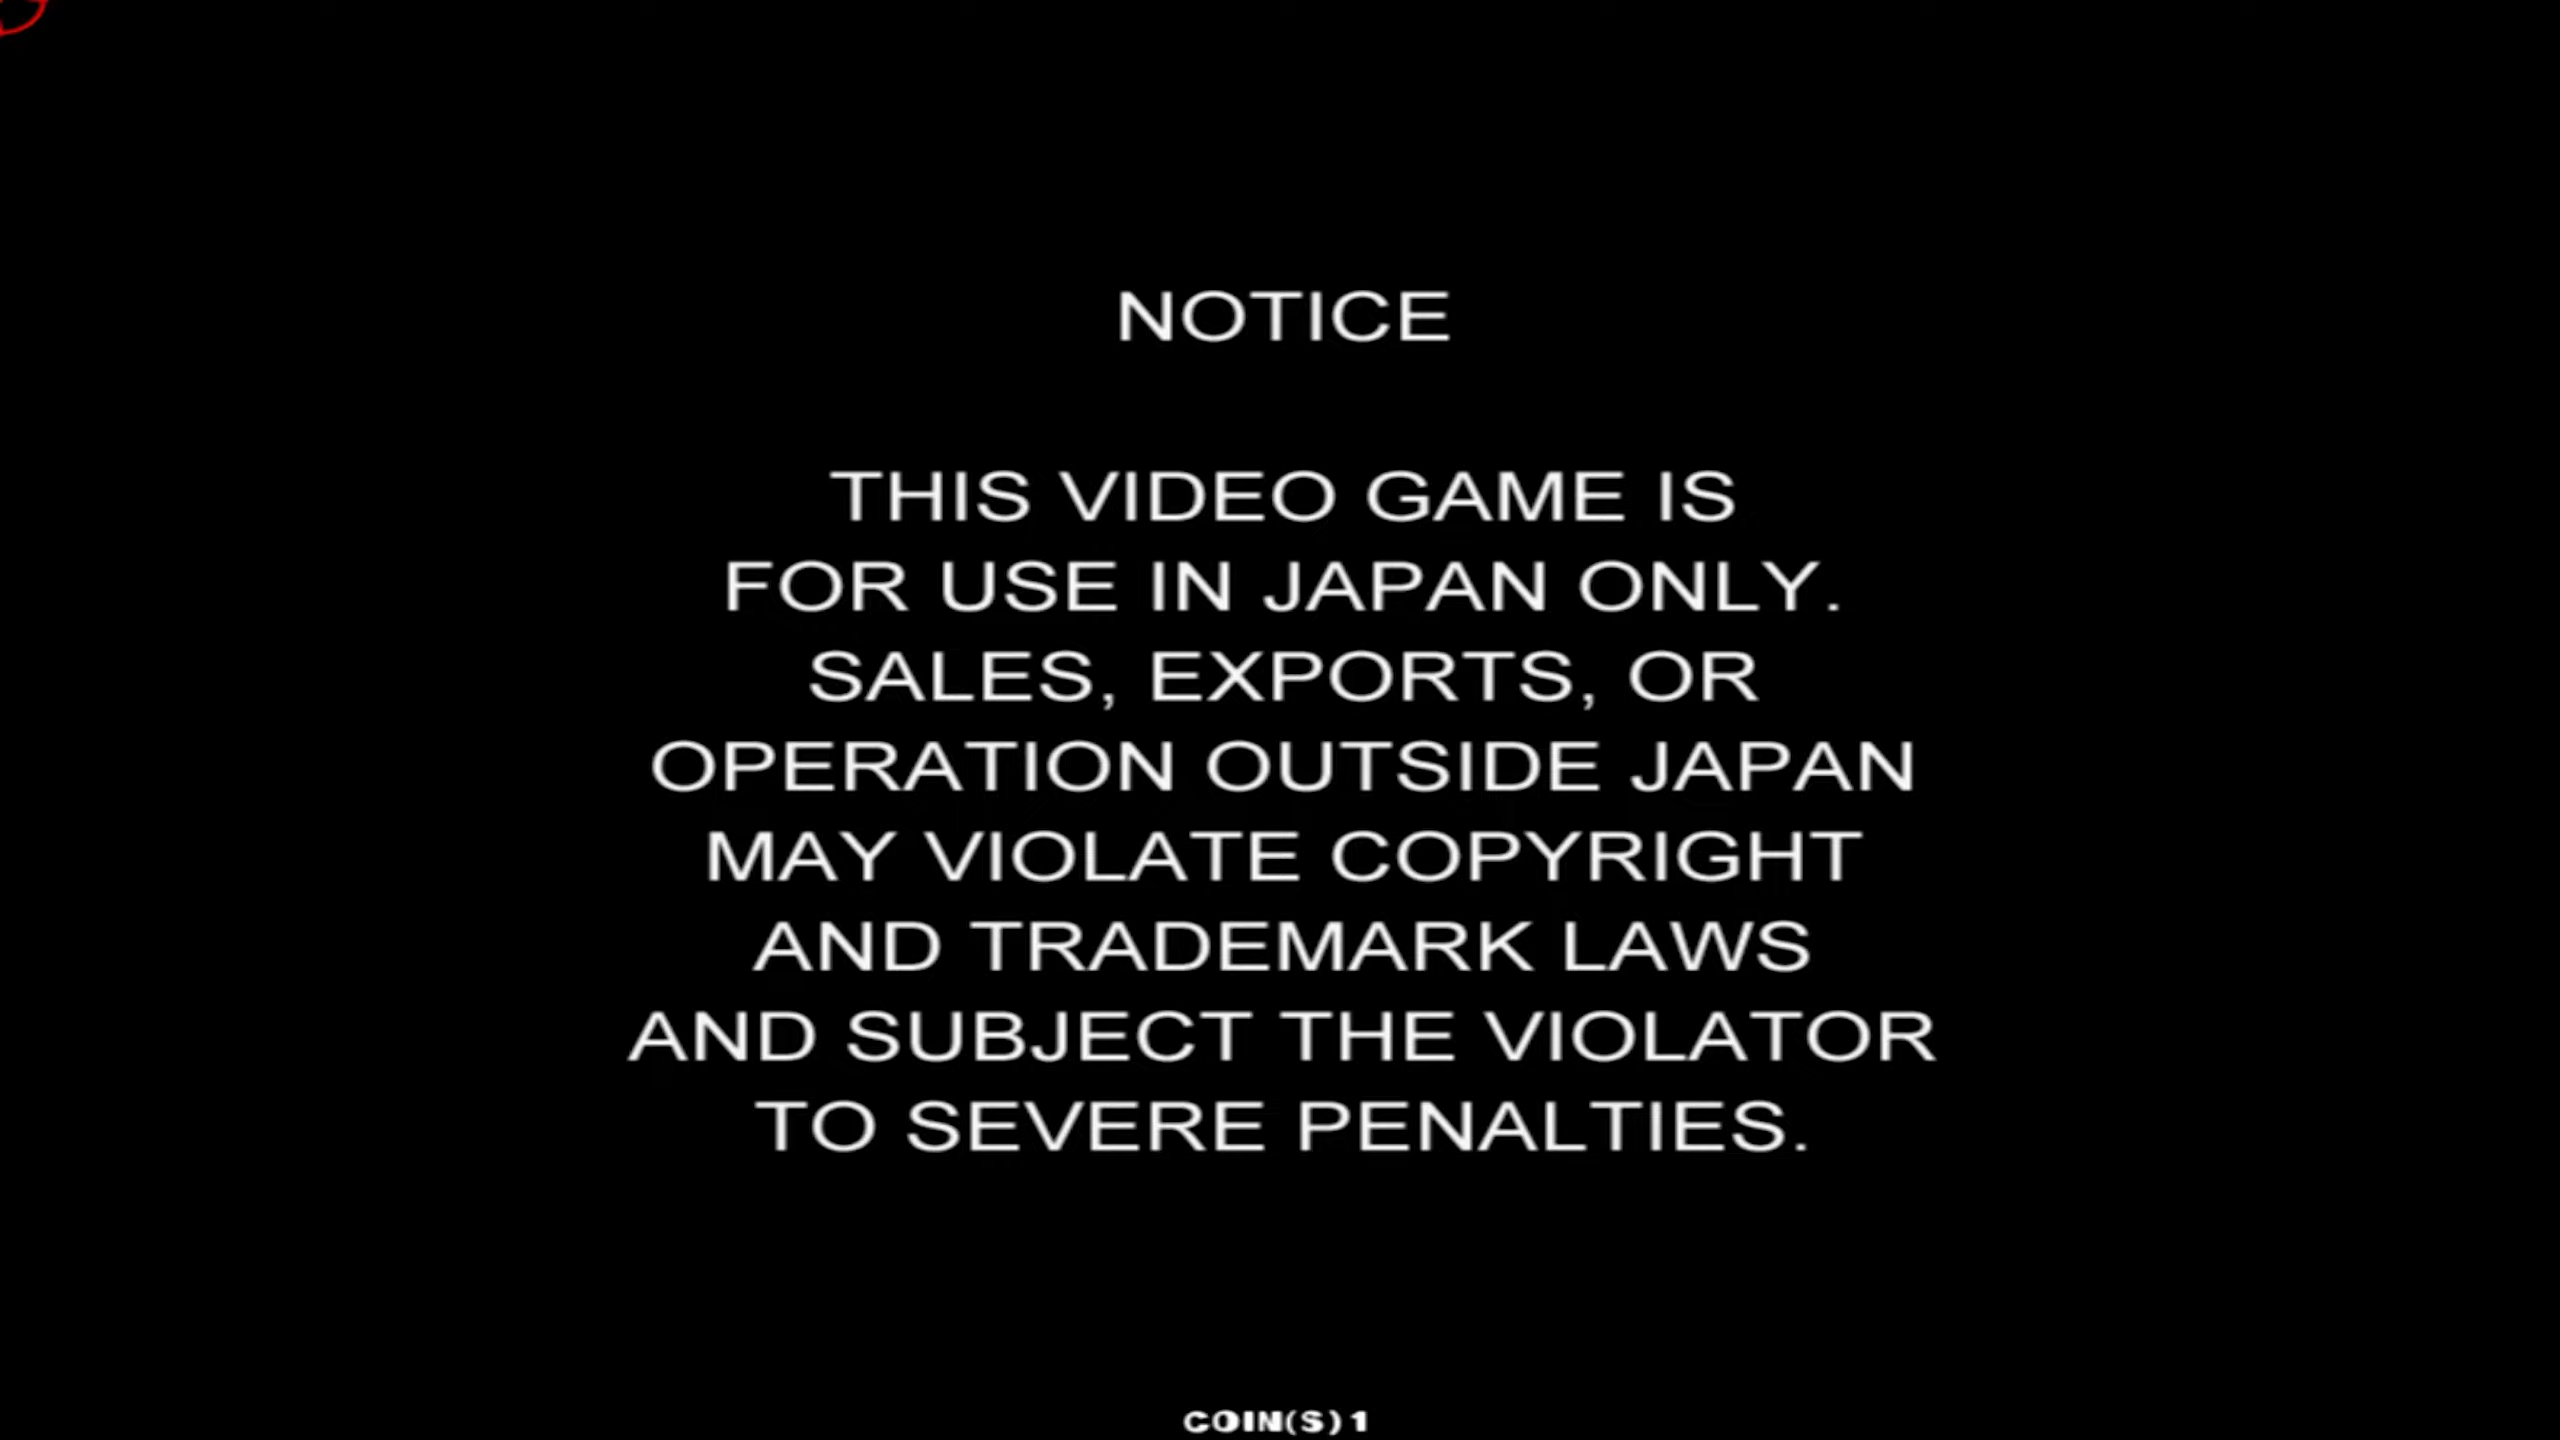 NOTICE
THIS VIDEO GAME IS
FOR USE IN JAPAN ONLY.
SALES, EXPORTS, OR
OPERATION OUTSIDE JAPAN
MAY VIOLATE COPYRIGHT
AND TRADEMARK LAWS
AND SUBJECT THE VIOLATOR
TO SEVERE PENALTIES.
COIN(S) 1